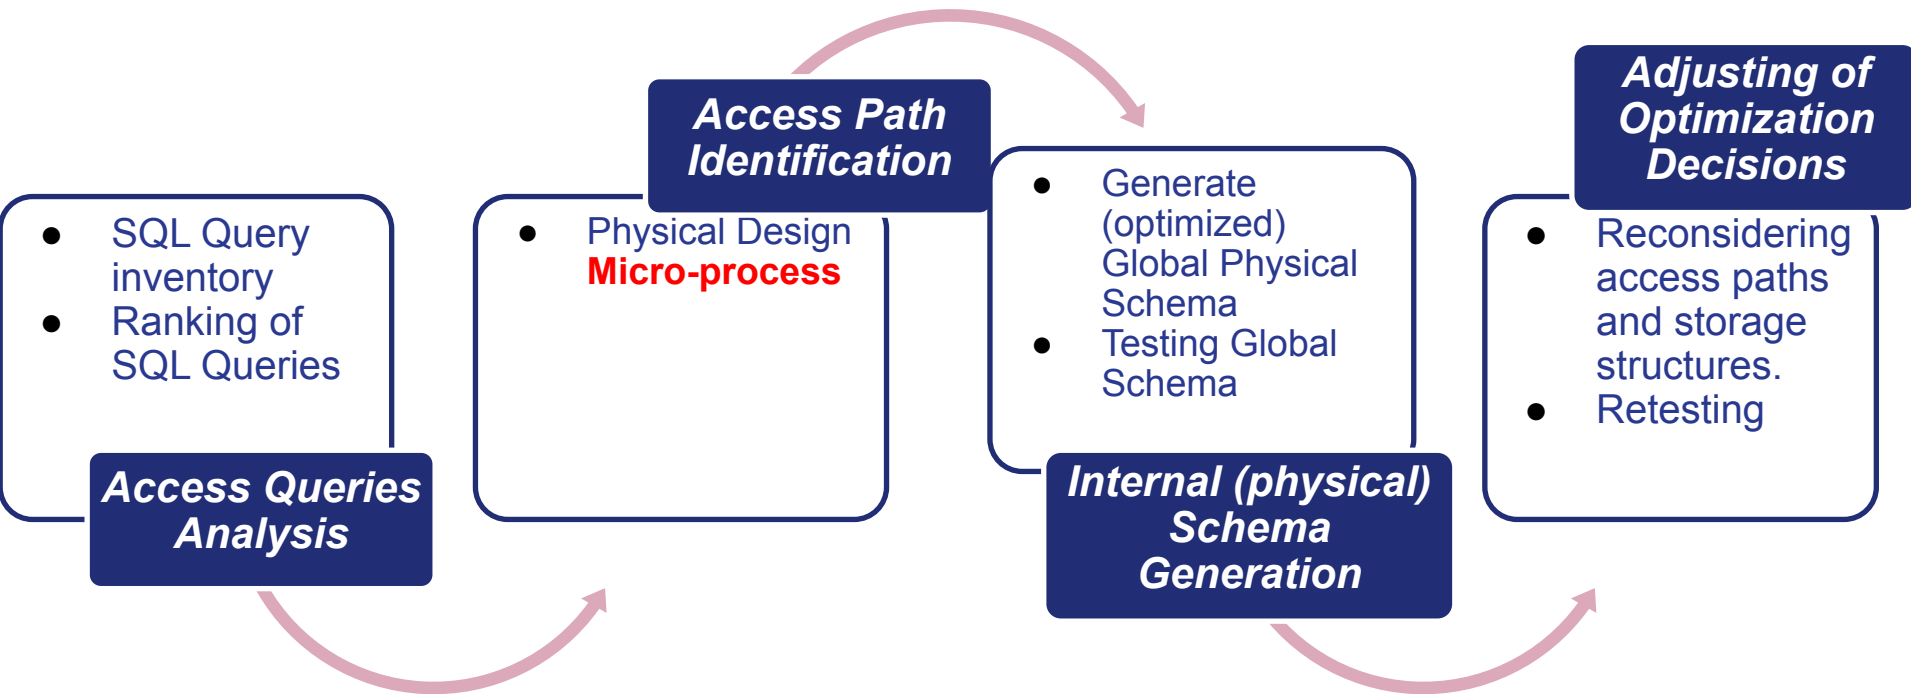 ● SQL Query
inventory
● Ranking of
SQL Queries
Access Queries
Analysis
Access Path
Identification
● Physical Design
Micro-process
● Generate
(optimized)
Global Physical
Schema
● Testing Global
Schema
Internal (physical)
Schema
Generation
Adjusting of
Optimization
Decisions
● Reconsidering
access paths
and storage
structures.
● Retesting